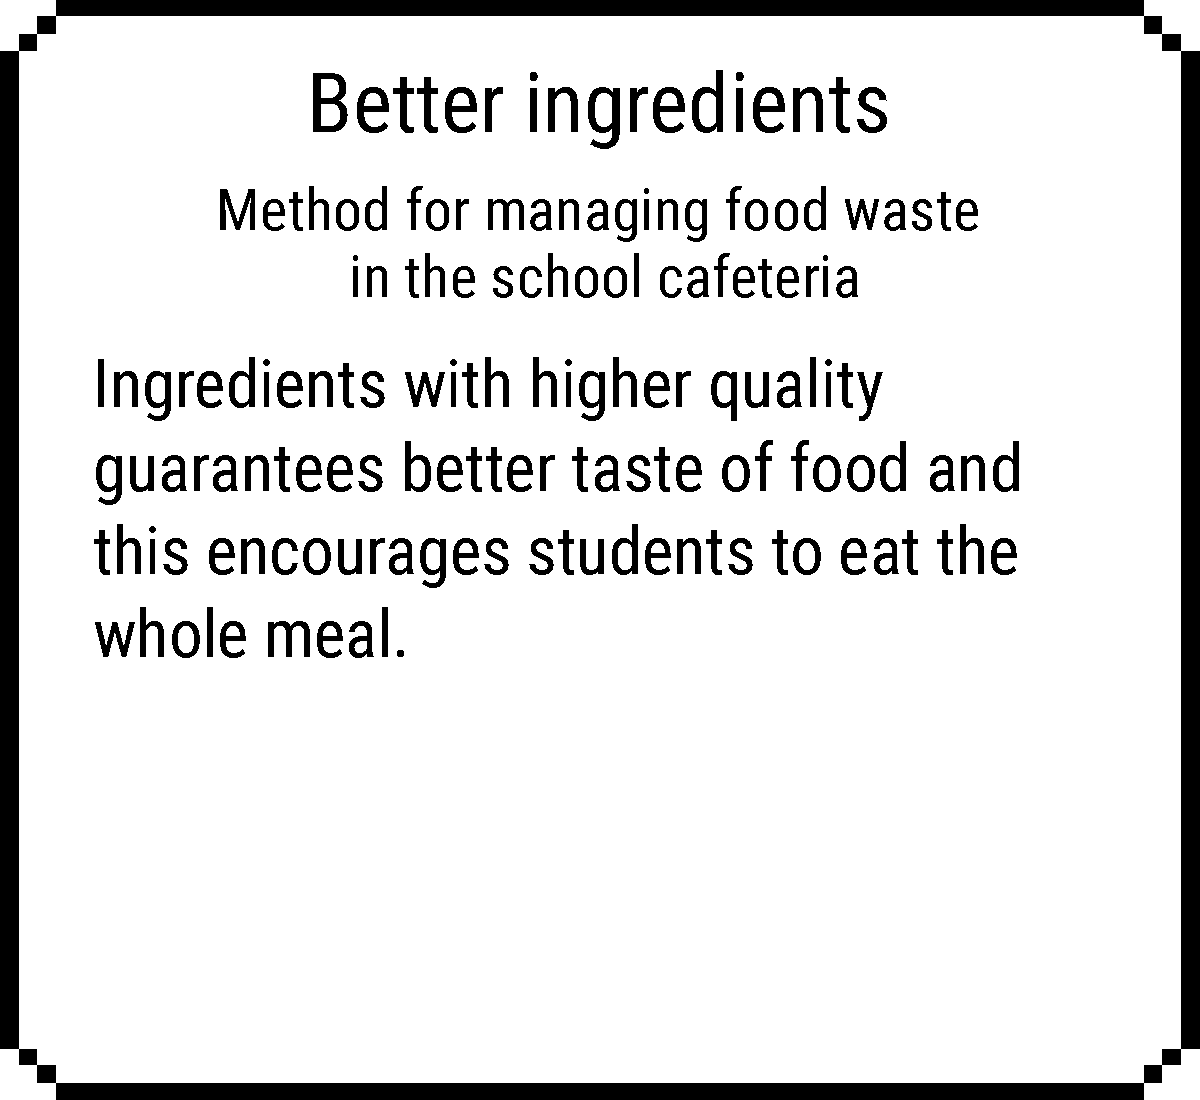 Better ingredients
Method for managing food waste
in the school cafeteria
Ingredients with higher quality
guarantees better taste of food and
this encourages students to eat the
whole meal.